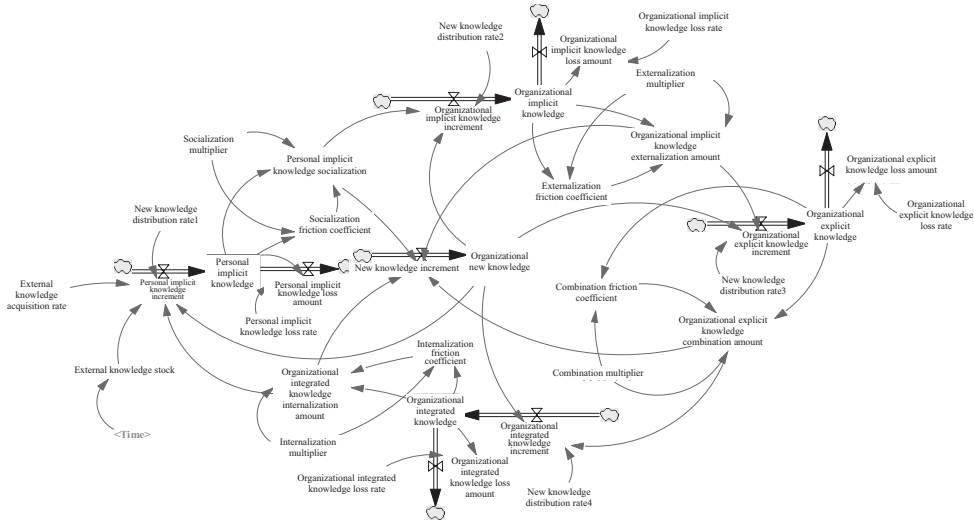 New knowledge
distribution rate2
Organizational
implicit knowledge
loss amount
Organizational implicit
knowledge loss rate
Externalization
multiplier
Organizational
implicit knowledge
increment
Organizational
implicit
knowledge
Organizational implicit
knowledge
externalization amount
Socialization
multiplier
Personal implicit
knowledge socialization
Externalization
friction coefficient
Organizational explicit
knowledge loss amount
Organizational
explicit knowledge
loss rate
New knowledge
distribution rate1
Socialization
friction coefficient
Organizational
explicit knowledge
increment
Organizational
explicit
knowledge
External
knowledge
acquisition rate
Personal implicit
knowledge
increment
Personal
implicit
knowledge
Personal implicit
knowledge loss
amount
New knowledge increment
Organizational
new knowledge
Personal implicit
knowledge loss rate
Combination friction
coefficient
New knowledge
distribution rate3
Organizational explicit
knowledge
combination amount
External knowledge stock
Organizational
integrated
knowledge
internalization
amount
Internalization
friction
coefficient
Combination multiplier
<Time>
Internalization
multiplier
Organizational
integrated
knowledge
Organizational
integrated
knowledge
increment
Organizational integrated
knowledge loss rate
Organizational
integrated
knowledge loss
amount
New knowledge
distribution rate4